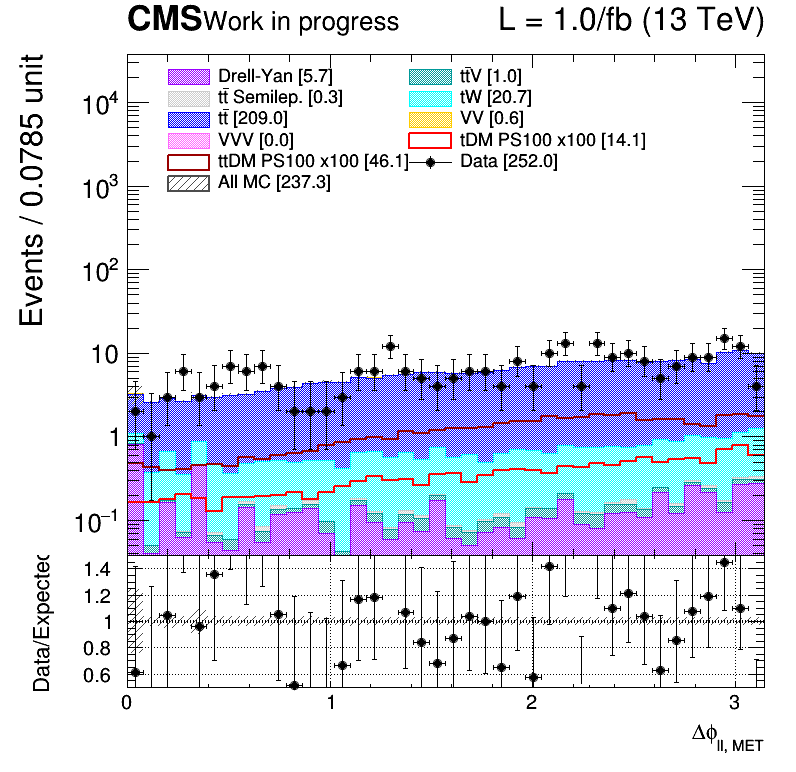 CMS Work in progress L = 1.0/fb (13 TeV)
Drell-Yan [5.7] tt̄V [1.0]
tt̄ Semilep. [0.3] tW [20.7]
tt̄ [209.0] VV [0.6]
VVV [0.0] tDM PS100 x100 [14.1]
ttDM PS100 x100 [46.1] Data [252.0]
All MC [237.3]
Events / 0.0785 unit
10⁴
10³
10²
10
1
10⁻¹
Data/Expected
1.4
1.2
1
0.8
0.6
0 1 2 3
Δϕ_ll, MET